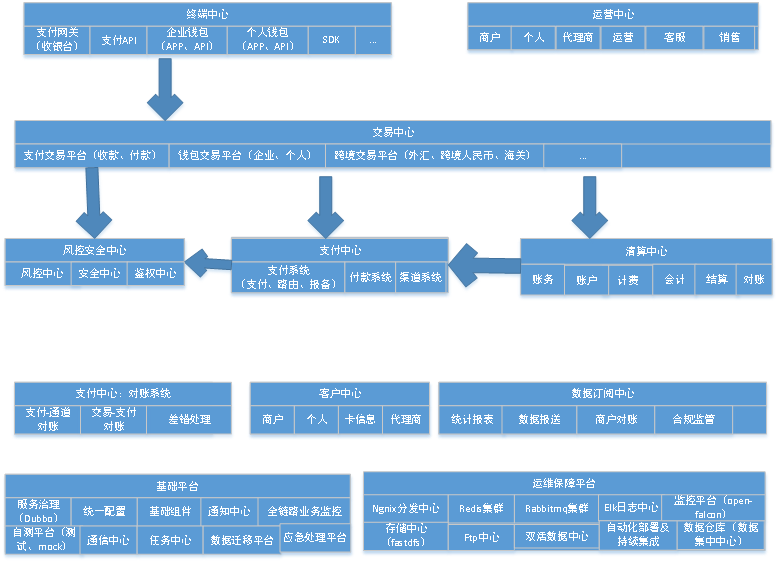 终端中心
支付网关
（收银台）
支付API
企业钱包
（APP、API）
个人钱包
（APP、API）
SDK
...
运营中心
商户
个人
代理商
运营
客服
销售
交易中心
支付交易平台（收款、付款）
钱包交易平台（企业、个人）
跨境交易平台（外汇、跨境人民币、海关）
...
风控安全中心
风控中心
安全中心
鉴权中心
支付中心
支付系统
（支付、路由、报备）
付款系统
渠道系统
清算中心
账务
账户
计费
会计
结算
对账
支付中心：对账系统
支付-通道
对账
交易-支付
对账
差错处理
客户中心
商户
个人
卡信息
代理商
数据订阅中心
统计报表
数据报送
商户对账
合规监管
基础平台
服务治理
（Dubbo）
统一配置
基础组件
通知中心
全链路业务监控
自测平台（测
试、mock）
通信中心
任务中心
数据迁移平台
应急处理平台
运维保障平台
Ngnix分发中心
Redis集群
Rabbitmq集群
Elk日志中心
监控平台（open-
falcon）
存储中心
（fastdfs）
Ftp中心
双活数据中心
自动化部署及
持续集成
数据仓库（数据
集中中心）